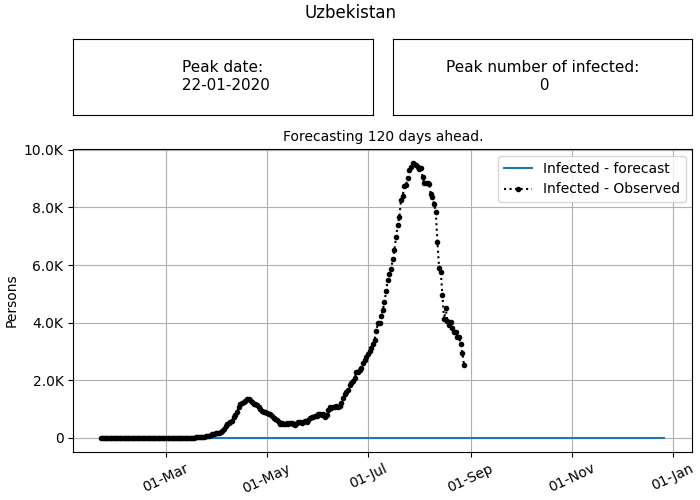 Uzbekistan
Peak date:
22-01-2020
Peak number of infected:
0
Forecasting 120 days ahead.
10.0K
8.0K
6.0K
4.0K
2.0K
0
Persons
Infected - forecast
Infected - Observed
01-Mar
01-May
01-Jul
01-Sep
01-Nov
01-Jan